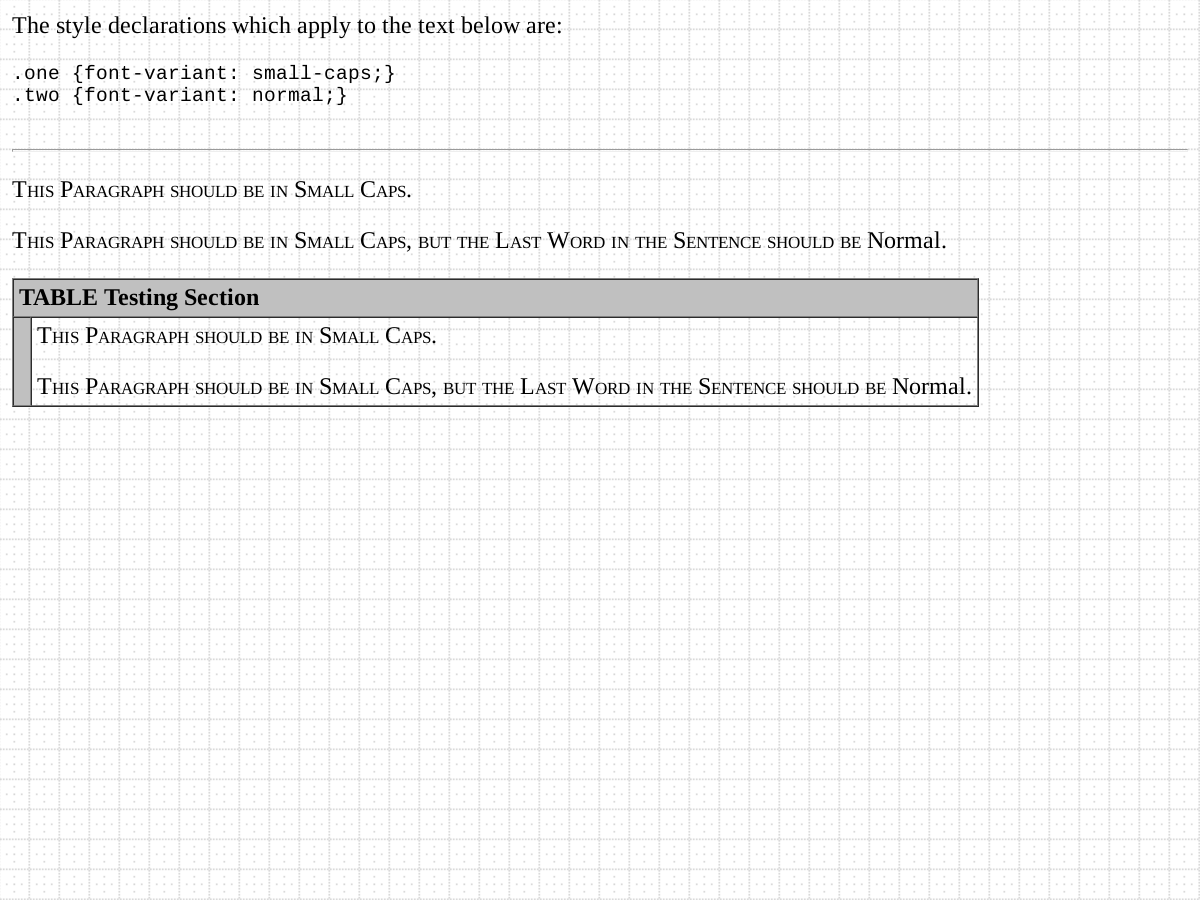 The style declarations which apply to the text below are:
.one {font-variant: small-caps;}
.two {font-variant: normal;}
This Paragraph should be in Small Caps.
This Paragraph should be in Small Caps, but the Last Word in the Sentence should be Normal.
TABLE Testing Section
This Paragraph should be in Small Caps.
This Paragraph should be in Small Caps, but the Last Word in the Sentence should be Normal.